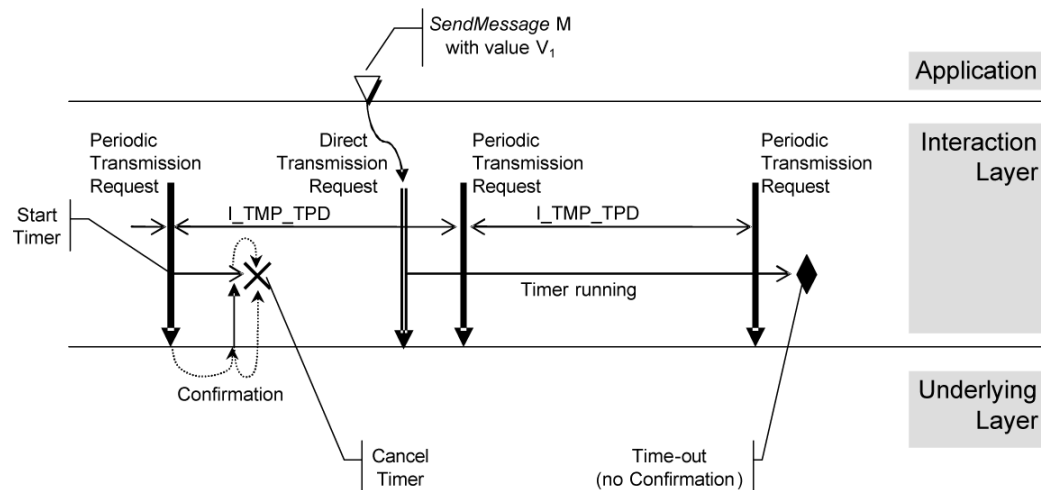 SendMessage M
with value V₁
Application
Periodic
Transmission
Request
Direct
Transmission
Request
Periodic
Transmission
Request
Periodic
Transmission
Request
Interaction
Layer
Start
Timer
I_TMP_TPD
I_TMP_TPD
Timer running
Confirmation
Underlying
Layer
Cancel
Timer
Time-out
(no Confirmation)